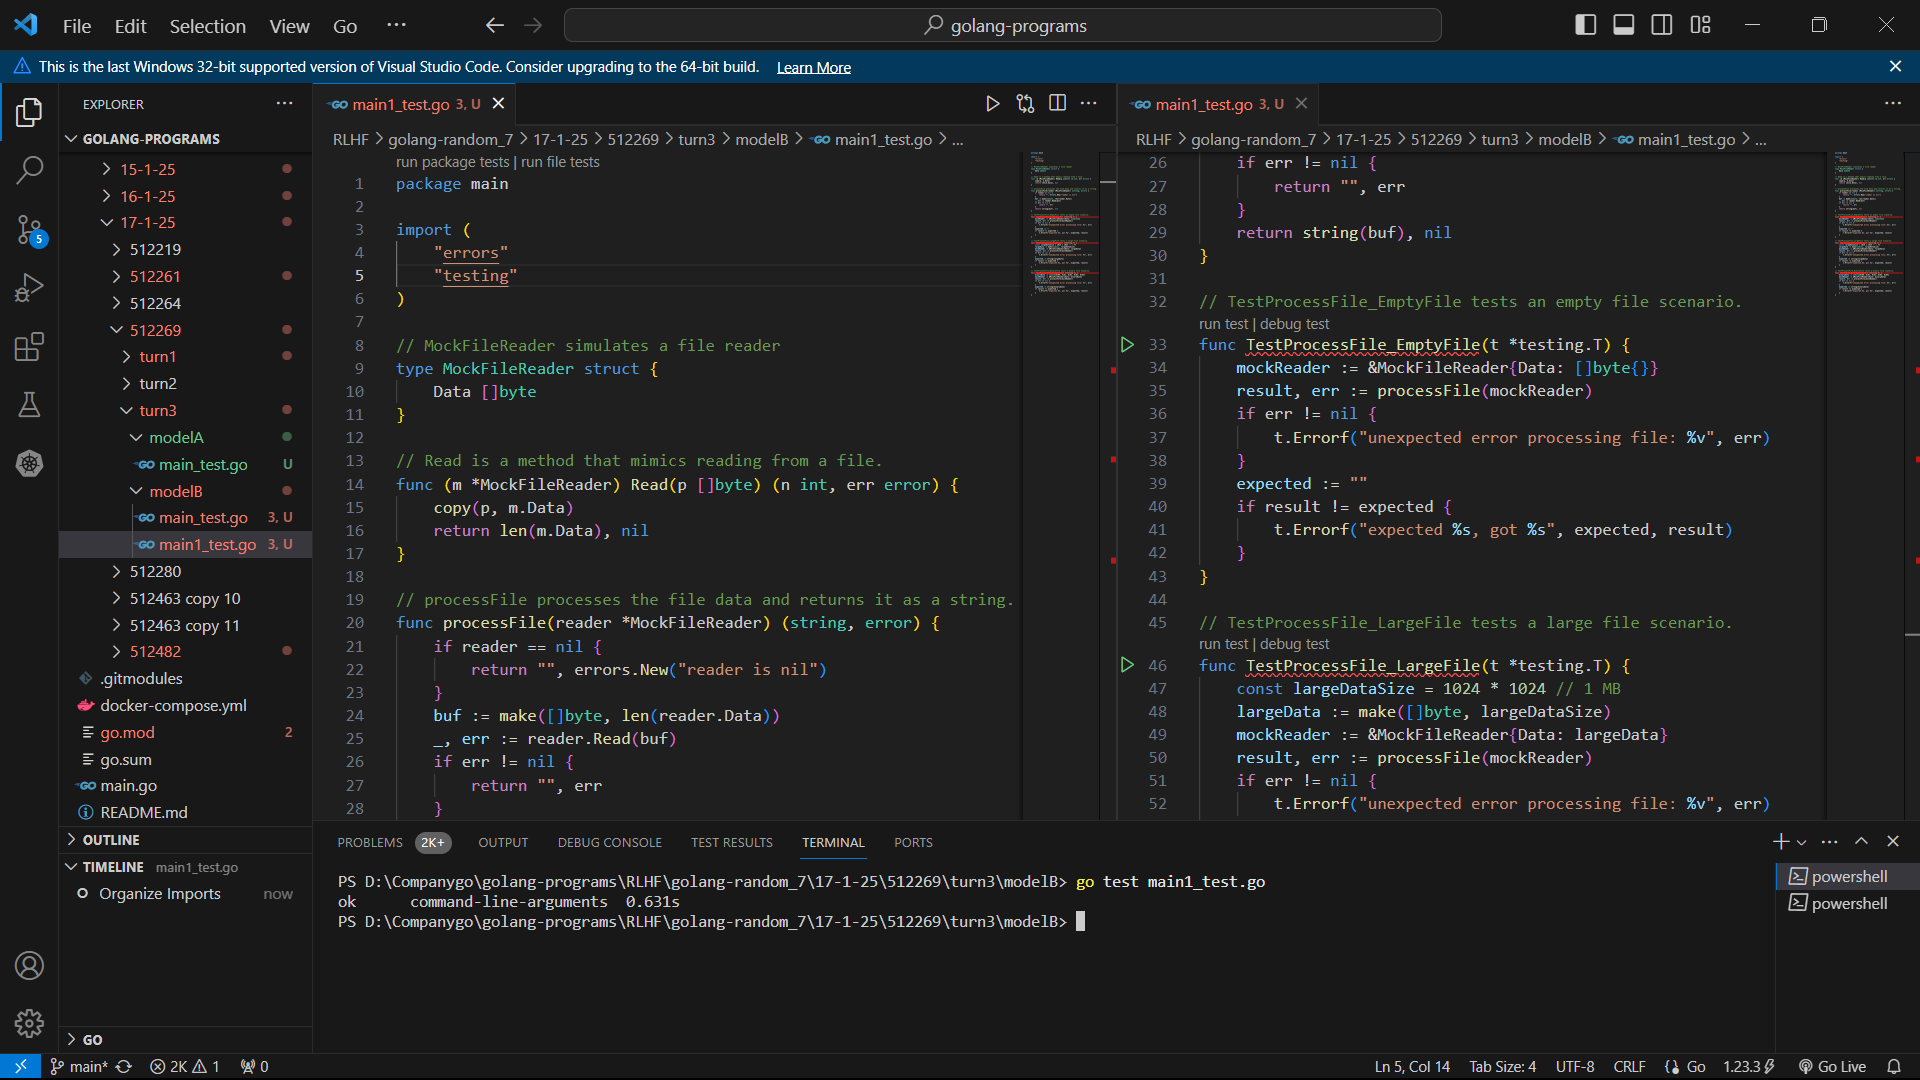 File Edit Selection View Go ··· golang-programs
This is the last Windows 32-bit supported version of Visual Studio Code. Consider upgrading to the 64-bit build. Learn More
EXPLORER
GOLANG-PROGRAMS
15-1-25
16-1-25
17-1-25
512219
512261
512264
512269
turn1
turn2
turn3
modelA
main_test.go U
modelB
main_test.go 3, U
main1_test.go 3, U
512280
512463 copy 10
512463 copy 11
512482
.gitmodules
docker-compose.yml
go.mod 2
go.sum
main.go
README.md
OUTLINE
TIMELINE main1_test.go
Organize Imports now
GO
5
main1_test.go 3, U
RLHF > golang-random_7 > 17-1-25 > 512269 > turn3 > modelB > main1_test.go > ...
run package tests | run file tests
1 package main
2
3 import (
4 "errors"
5 "testing"
6 )
7
8 // MockFileReader simulates a file reader
9 type MockFileReader struct {
10 Data []byte
11 }
12
13 // Read is a method that mimics reading from a file.
14 func (m *MockFileReader) Read(p []byte) (n int, err error) {
15 copy(p, m.Data)
16 return len(m.Data), nil
17 }
18
19 // processFile processes the file data and returns it as a string.
20 func processFile(reader *MockFileReader) (string, error) {
21 if reader == nil {
22 return "", errors.New("reader is nil")
23 }
24 buf := make([]byte, len(reader.Data))
25 _, err := reader.Read(buf)
26 if err != nil {
27 return "", err
28 }
main1_test.go 3, U
RLHF > golang-random_7 > 17-1-25 > 512269 > turn3 > modelB > main1_test.go > ...
26 if err != nil {
27 return "", err
28 }
29 return string(buf), nil
30 }
31
32 // TestProcessFile_EmptyFile tests an empty file scenario.
run test | debug test
33 func TestProcessFile_EmptyFile(t *testing.T) {
34 mockReader := &MockFileReader{Data: []byte{}}
35 result, err := processFile(mockReader)
36 if err != nil {
37 t.Errorf("unexpected error processing file: %v", err)
38 }
39 expected := ""
40 if result != expected {
41 t.Errorf("expected %s, got %s", expected, result)
42 }
43 }
44
45 // TestProcessFile_LargeFile tests a large file scenario.
run test | debug test
46 func TestProcessFile_LargeFile(t *testing.T) {
47 const largeDataSize = 1024 * 1024 // 1 MB
48 largeData := make([]byte, largeDataSize)
49 mockReader := &MockFileReader{Data: largeData}
50 result, err := processFile(mockReader)
51 if err != nil {
52 t.Errorf("unexpected error processing file: %v", err)
PROBLEMS 2K+ OUTPUT DEBUG CONSOLE TEST RESULTS TERMINAL PORTS
PS D:\Companygo\golang-programs\RLHF\golang-random_7\17-1-25\512269\turn3\modelB> go test main1_test.go
ok command-line-arguments 0.631s
PS D:\Companygo\golang-programs\RLHF\golang-random_7\17-1-25\512269\turn3\modelB>
powershell
powershell
main* 2K 1 0 Ln 5, Col 14 Tab Size: 4 UTF-8 CRLF Go 1.23.3 Go Live